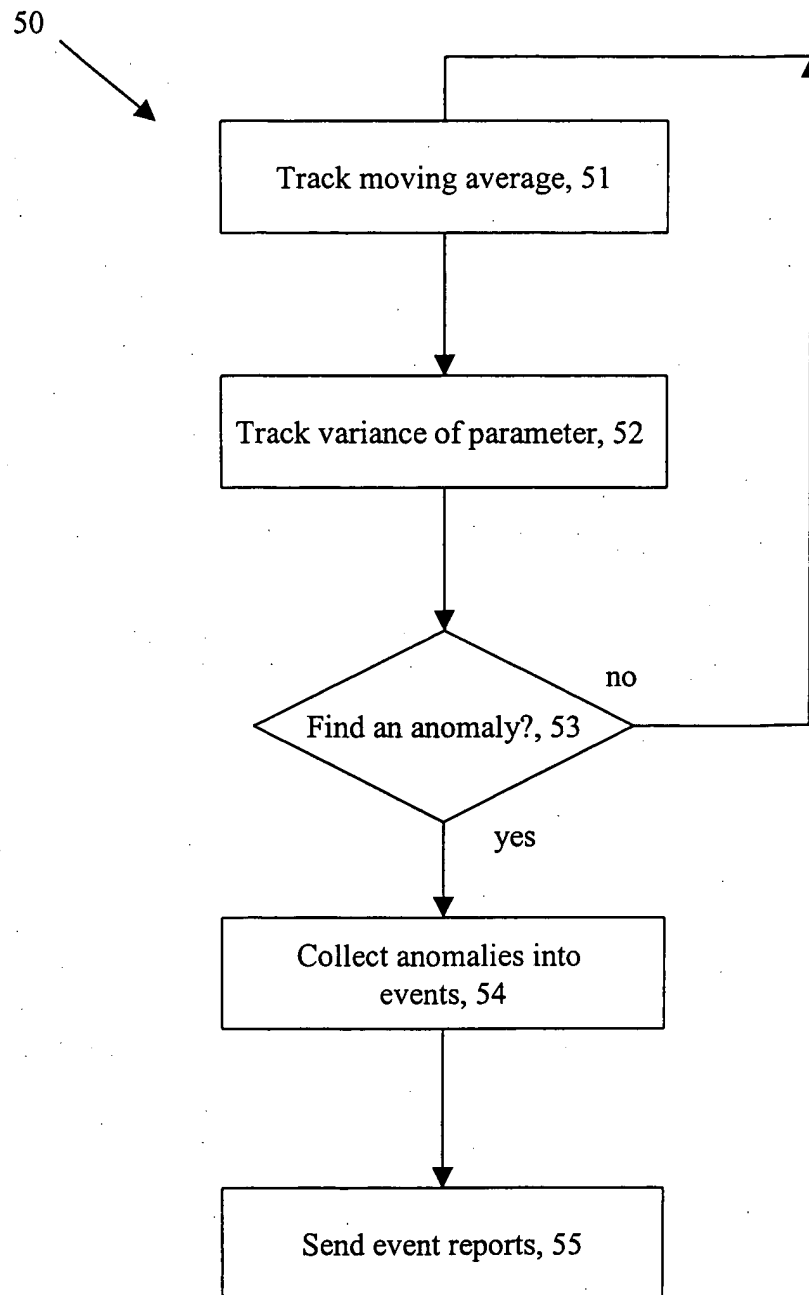 50
Track moving average, 51
Track variance of parameter, 52
no
Find an anomaly?, 53
yes
Collect anomalies into
events, 54
Send event reports, 55